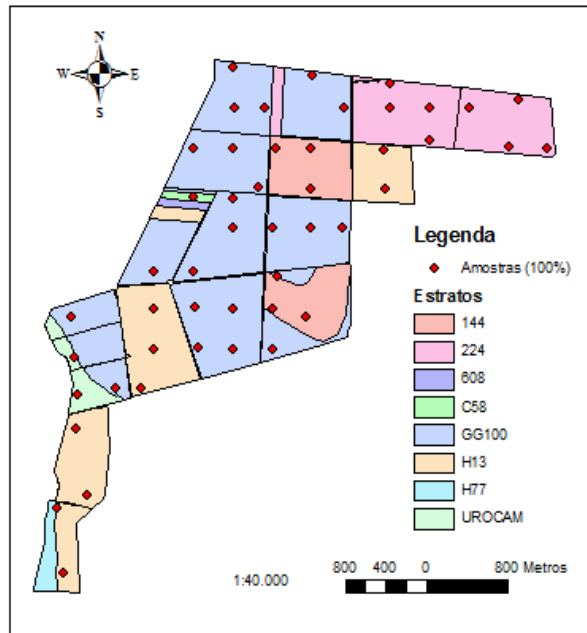 N
W E
S
Legenda
Amostras (100%)
Estratos
144
224
608
C58
GG100
H13
H77
UROCAM
1:40.000
800 400 0 800 Metros